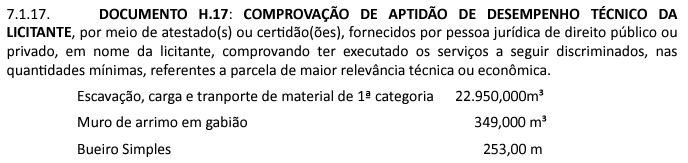 7.1.17. DOCUMENTO H.17: COMPROVAÇÃO DE APTIDÃO DE DESEMPENHO TÉCNICO DA
LICITANTE, por meio de atestado(s) ou certidão(ões), fornecidos por pessoa jurídica de direito público ou
privado, em nome da licitante, comprovando ter executado os serviços a seguir discriminados, nas
quantidades mínimas, referentes a parcela de maior relevância técnica ou econômica.
Escavação, carga e tranporte de material de 1ª categoria 22.950,000m³
Muro de arrimo em gabião 349,000 m³
Bueiro Simples 253,00 m